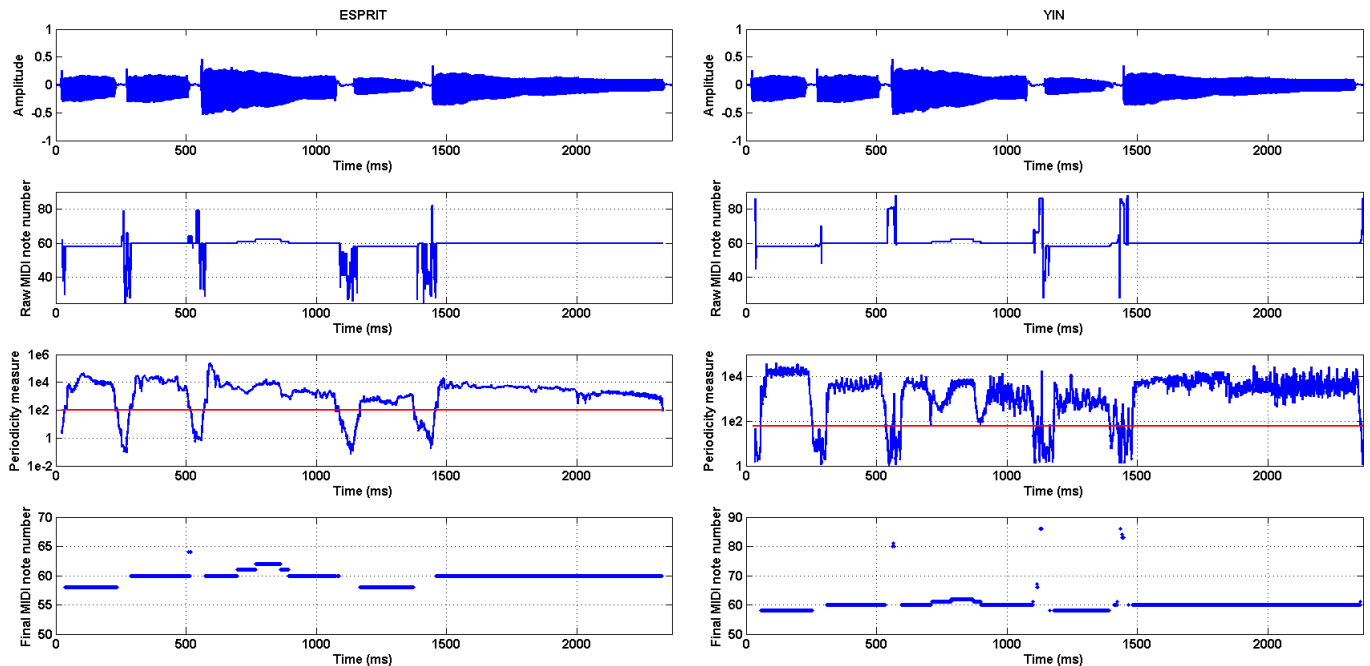 ESPRIT
Amplitude
1
0.5
0
-0.5
-1
0 500 1000 1500 2000
Time (ms)
Raw MIDI note number
80
60
40
0 500 1000 1500 2000
Time (ms)
Periodicity measure
1e6
1e4
1e2
1
1e-2
0 500 1000 1500 2000
Time (ms)
Final MIDI note number
70
65
60
55
50
0 500 1000 1500 2000
Time (ms)
YIN
Amplitude
1
0.5
0
-0.5
-1
0 500 1000 1500 2000
Time (ms)
Raw MIDI note number
80
60
40
0 500 1000 1500 2000
Time (ms)
Periodicity measure
1e4
1e2
1
0 500 1000 1500 2000
Time (ms)
Final MIDI note number
90
80
70
60
50
0 500 1000 1500 2000
Time (ms)